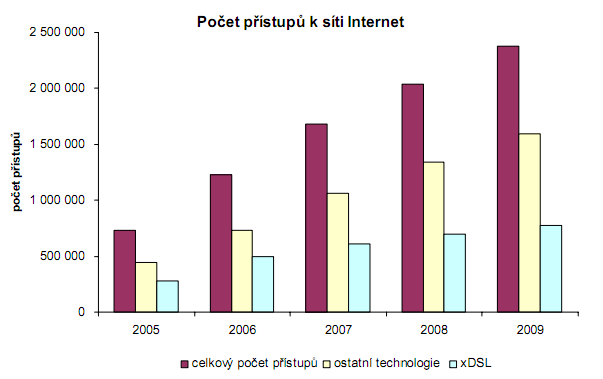 Počet přístupů k síti Internet
2 500 000
2 000 000
1 500 000
1 000 000
500 000
0
počet přístupů
2005 2006 2007 2008 2009
celkový počet přístupů ostatní technologie xDSL